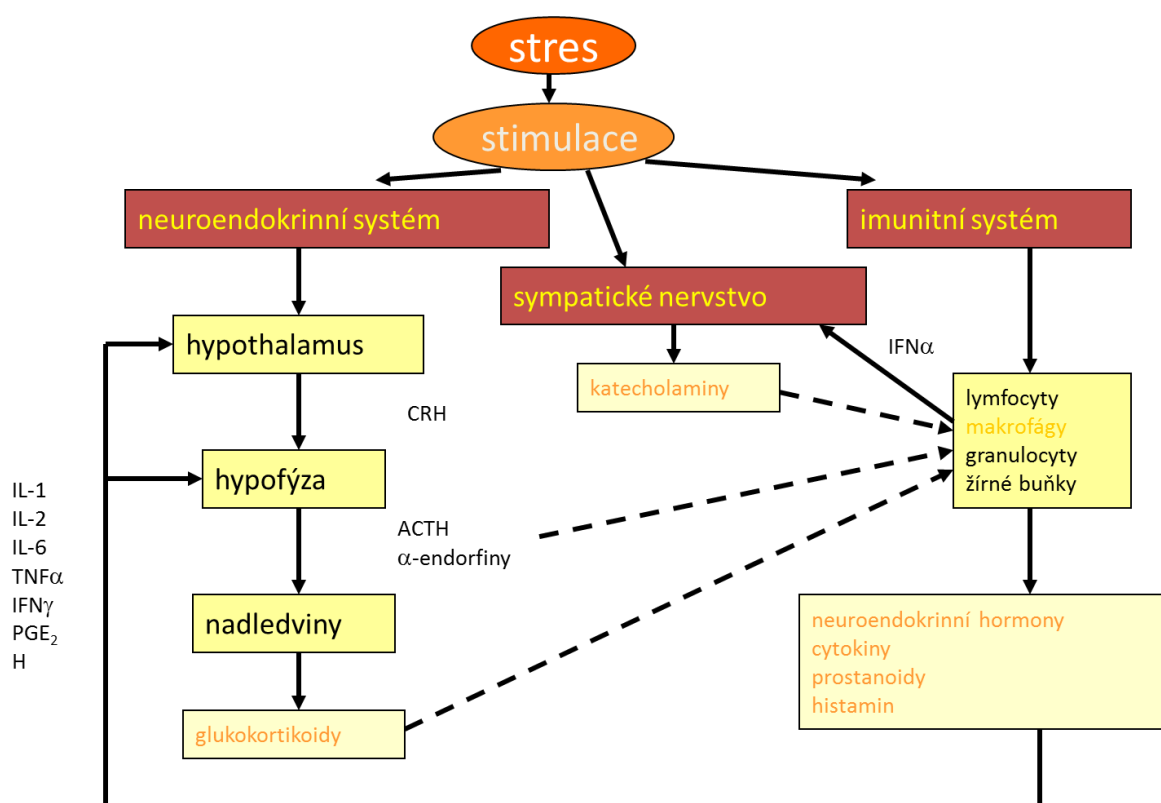 stres
stimulace
neuroendokrinní systém
imunitní systém
sympatické nervstvo
hypothalamus
IFNα
katecholaminy
lymfocyty
makrofágy
granulocyty
žírné buňky
CRH
hypofýza
IL-1
IL-2
IL-6
TNFα
IFNγ
PGE₂
H
ACTH
α-endorfiny
nadledviny
neuroendokrinní hormony
cytokiny
prostanoidy
histamin
glukokortikoidy